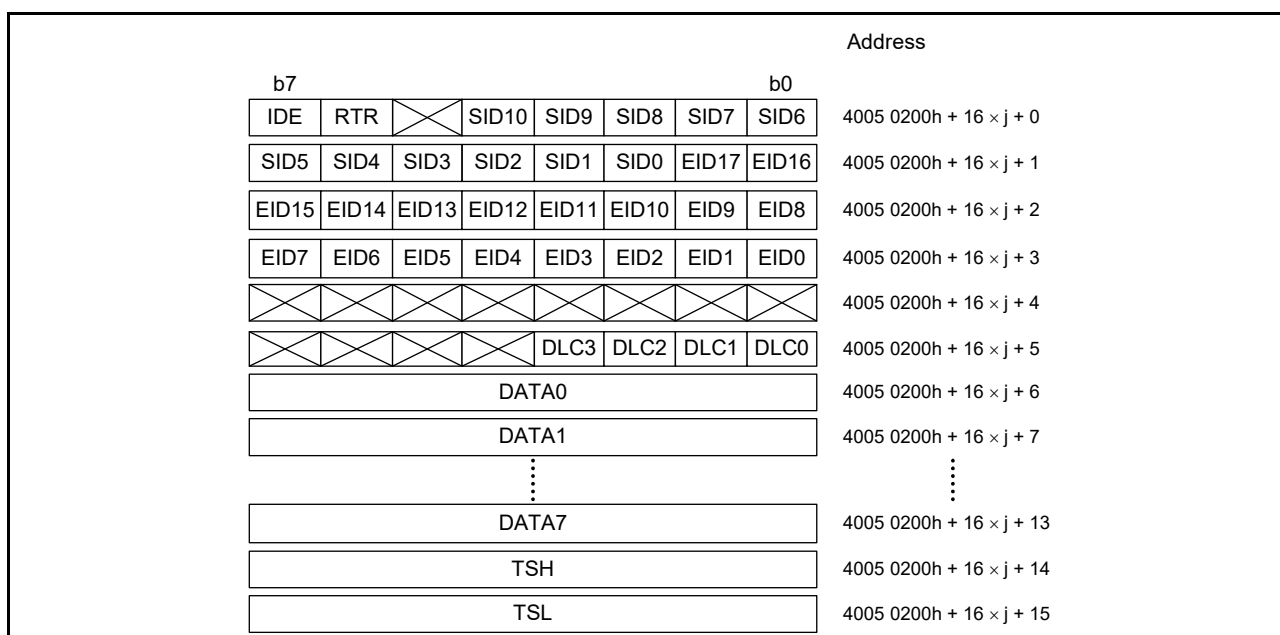 Address
b7 b0
IDE RTR SID10 SID9 SID8 SID7 SID6 4005 0200h + 16 × j + 0
SID5 SID4 SID3 SID2 SID1 SID0 EID17 EID16 4005 0200h + 16 × j + 1
EID15 EID14 EID13 EID12 EID11 EID10 EID9 EID8 4005 0200h + 16 × j + 2
EID7 EID6 EID5 EID4 EID3 EID2 EID1 EID0 4005 0200h + 16 × j + 3
4005 0200h + 16 × j + 4
DLC3 DLC2 DLC1 DLC0 4005 0200h + 16 × j + 5
DATA0 4005 0200h + 16 × j + 6
DATA1 4005 0200h + 16 × j + 7
DATA7 4005 0200h + 16 × j + 13
TSH 4005 0200h + 16 × j + 14
TSL 4005 0200h + 16 × j + 15